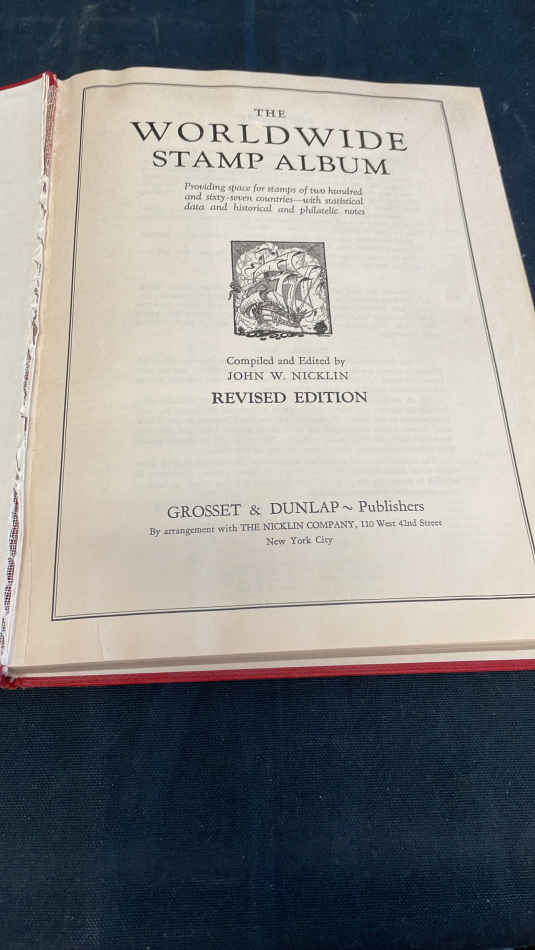 THE
WORLDWIDE
STAMP ALBUM
Providing space for stamps of two hundred
and sixty-seven countries—with statistical
data and historical and philatelic notes
Compiled and Edited by
JOHN W. NICKLIN
REVISED EDITION
GROSSET & DUNLAP ~ Publishers
By arrangement with THE NICKLIN COMPANY, 110 West 42nd Street
New York City